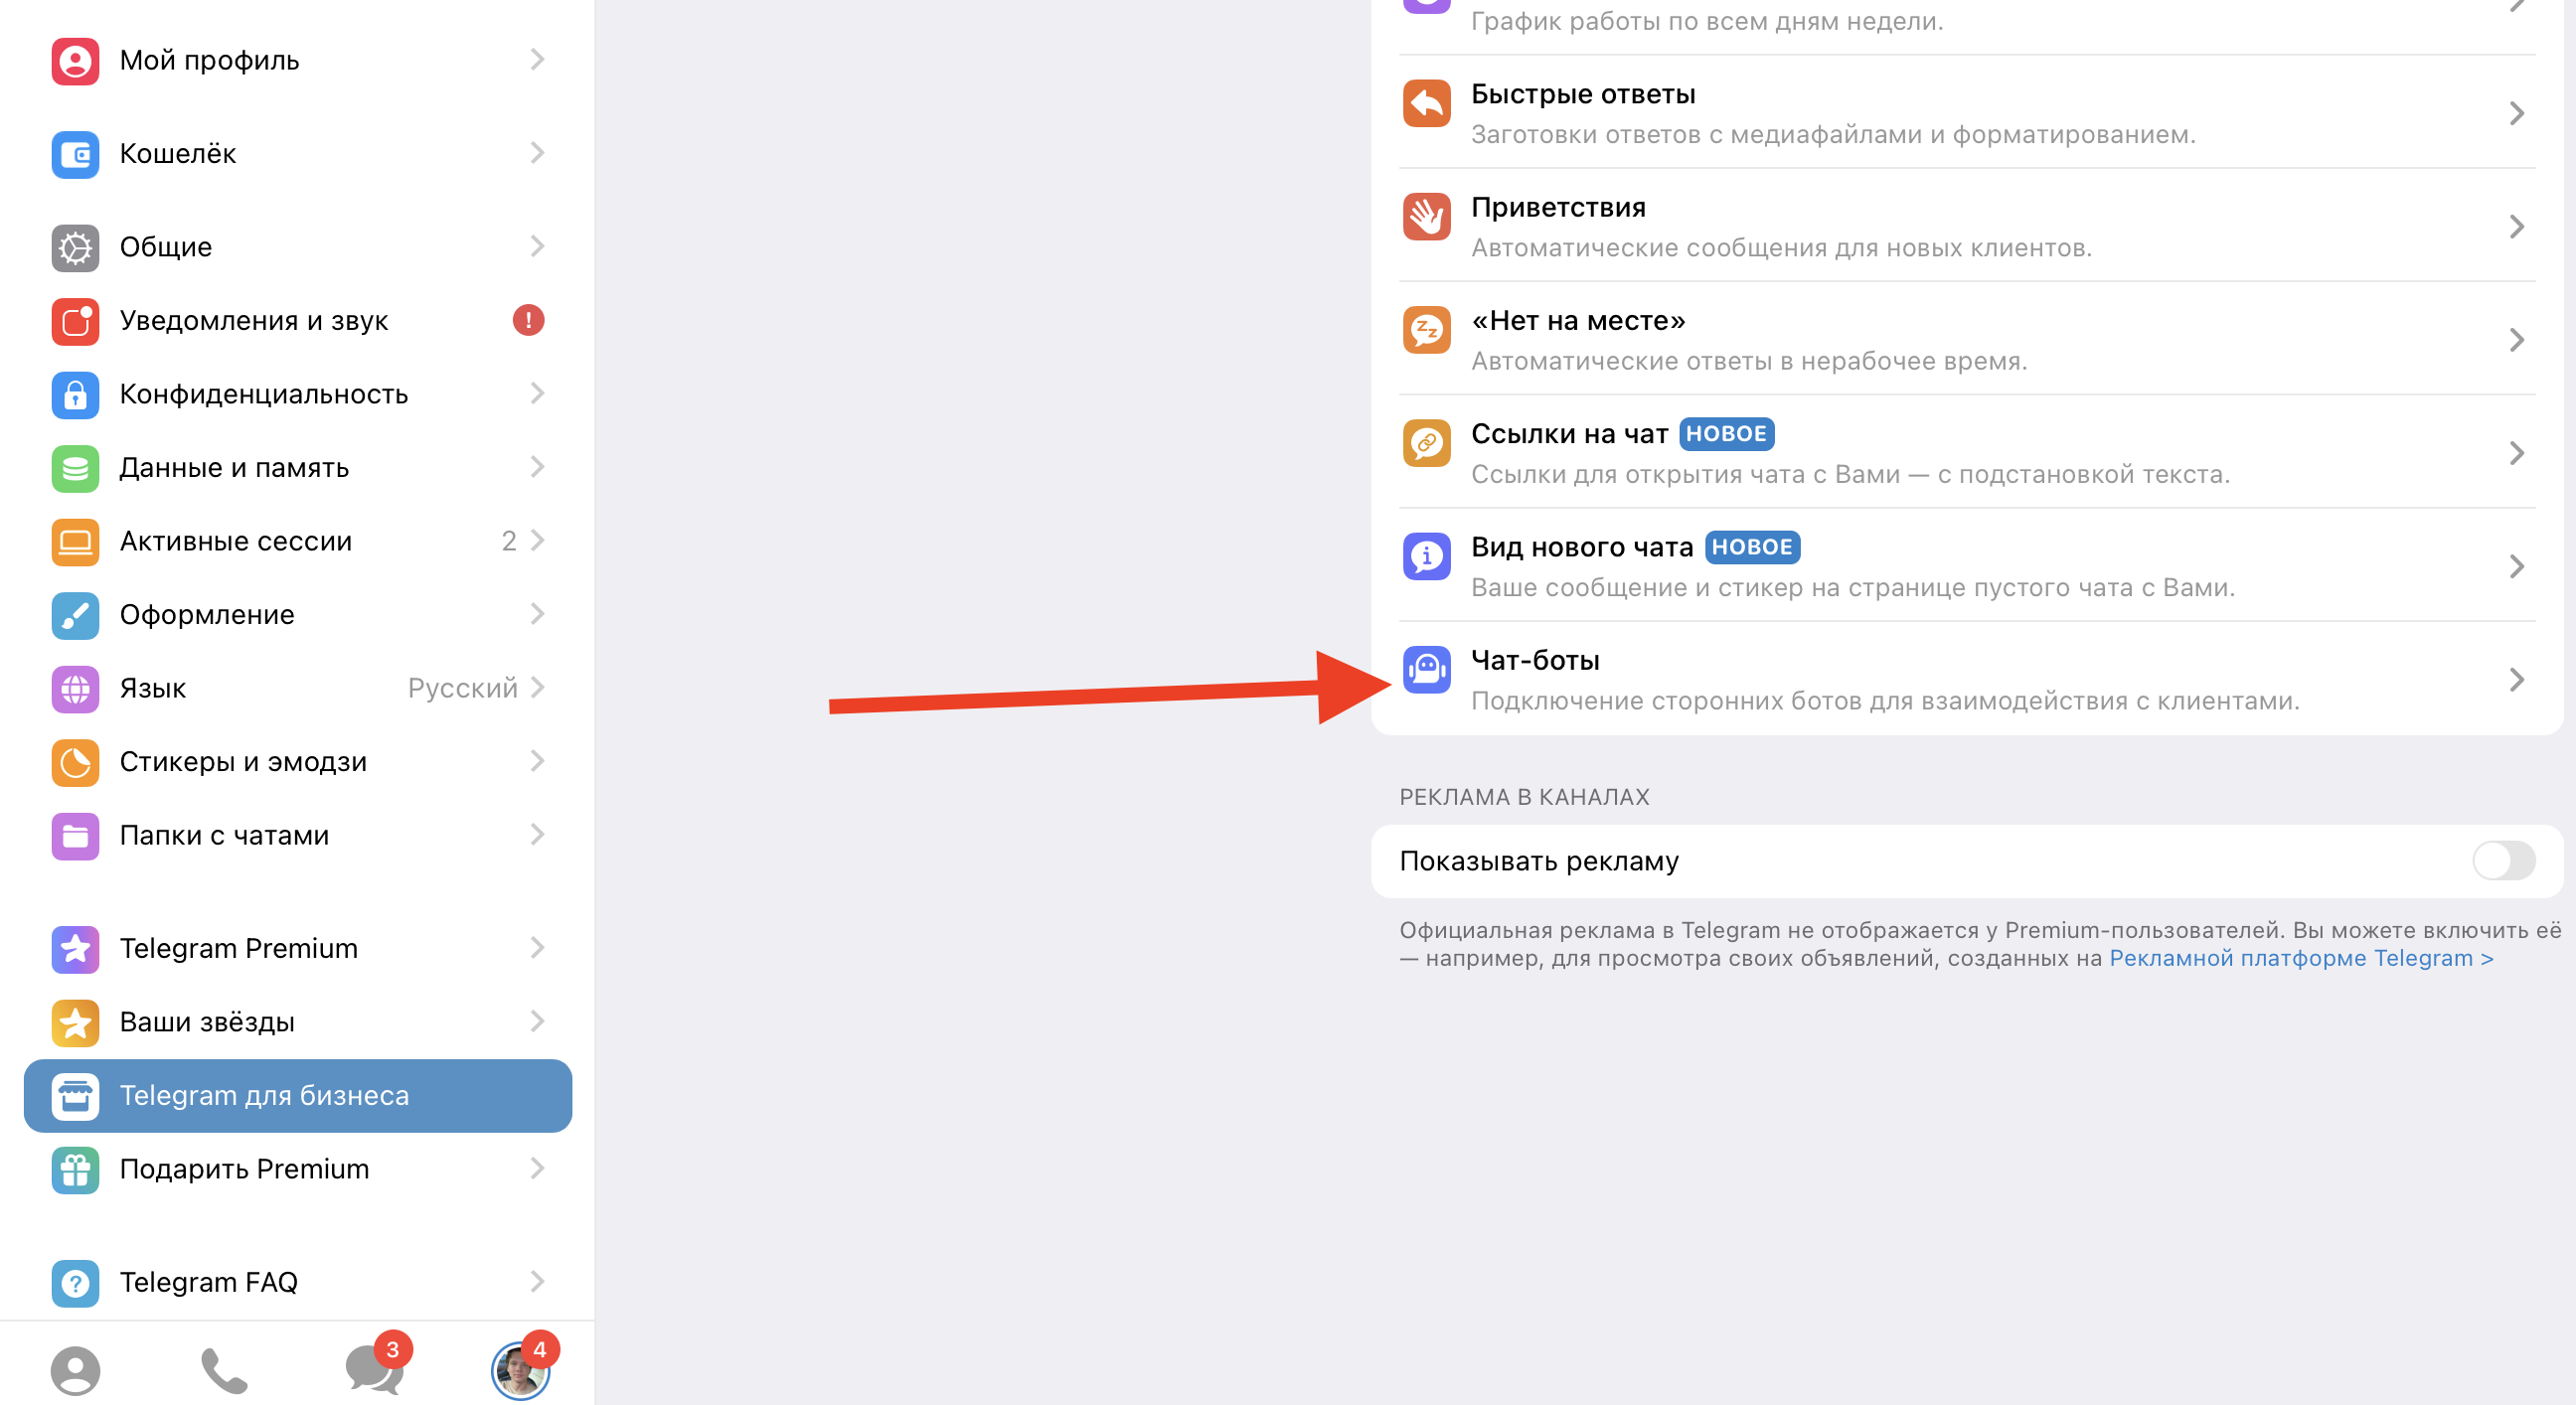 Мой профиль
Кошелёк
Общие
Уведомления и звук
!
Конфиденциальность
Данные и память
Активные сессии
2
Оформление
Язык
Русский
Стикеры и эмодзи
Папки с чатами
Telegram Premium
Ваши звёзды
Telegram для бизнеса
Подарить Premium
Telegram FAQ
3
4
График работы по всем дням недели.
Быстрые ответы
Заготовки ответов с медиафайлами и форматированием.
Приветствия
Автоматические сообщения для новых клиентов.
«Нет на месте»
Автоматические ответы в нерабочее время.
Ссылки на чат НОВОЕ
Ссылки для открытия чата с Вами — с подстановкой текста.
Вид нового чата НОВОЕ
Ваше сообщение и стикер на странице пустого чата с Вами.
Чат-боты
Подключение сторонних ботов для взаимодействия с клиентами.
РЕКЛАМА В КАНАЛАХ
Показывать рекламу
Официальная реклама в Telegram не отображается у Premium-пользователей. Вы можете включить её
— например, для просмотра своих объявлений, созданных на Рекламной платформе Telegram >